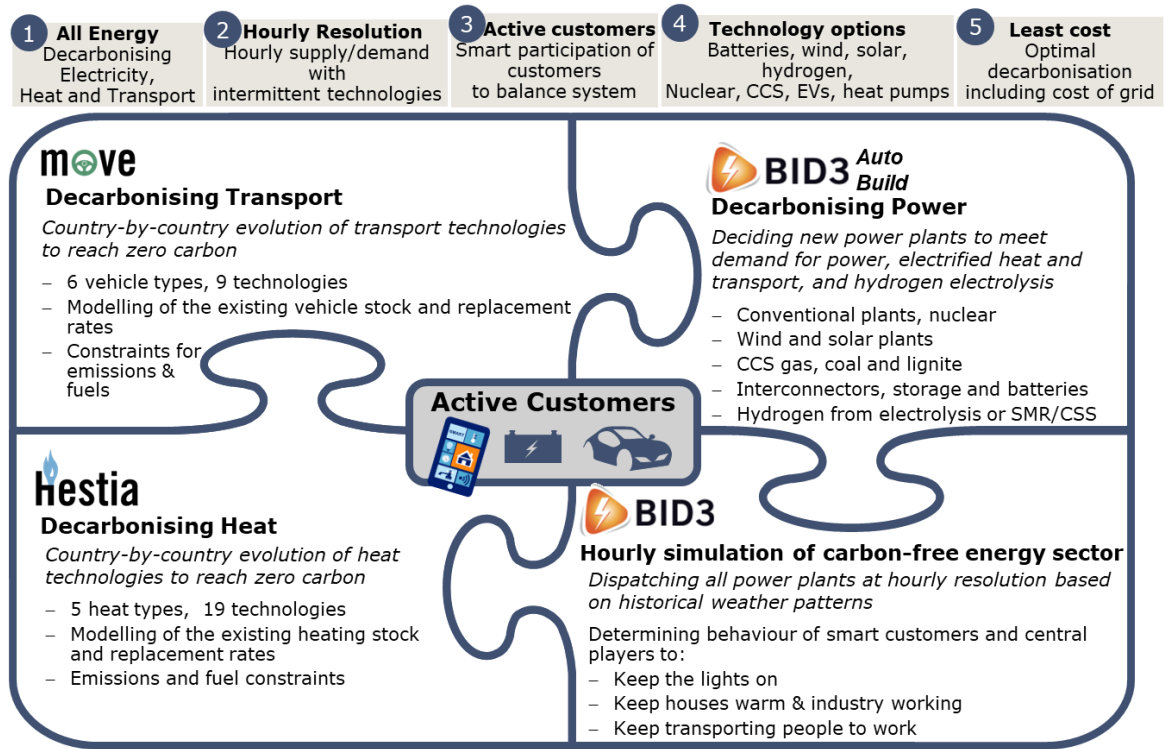 1
All Energy
Decarbonising
Electricity,
Heat and Transport
2
Hourly Resolution
Hourly supply/demand
with
intermittent technologies
3
Active customers
Smart participation of
customers
to balance system
4
Technology options
Batteries, wind, solar,
hydrogen,
Nuclear, CCS, EVs, heat pumps
5
Least cost
Optimal
decarbonisation
including cost of grid
move
Decarbonising Transport
Country-by-country evolution of transport technologies
to reach zero carbon
– 6 vehicle types, 9 technologies
– Modelling of the existing vehicle stock and replacement
rates
– Constraints for
emissions &
fuels
BID3 Auto
Build
Decarbonising Power
Deciding new power plants to meet
demand for power, electrified heat and
transport, and hydrogen electrolysis
– Conventional plants, nuclear
– Wind and solar plants
– CCS gas, coal and lignite
– Interconnectors, storage and batteries
– Hydrogen from electrolysis or SMR/CSS
Active Customers
SMART
Hestia
Decarbonising Heat
Country-by-country evolution of heat
technologies to reach zero carbon
– 5 heat types, 19 technologies
– Modelling of the existing heating stock
and replacement rates
– Emissions and fuel constraints
BID3
Hourly simulation of carbon-free energy sector
Dispatching all power plants at hourly resolution based
on historical weather patterns
Determining behaviour of smart customers and central
players to:
– Keep the lights on
– Keep houses warm & industry working
– Keep transporting people to work